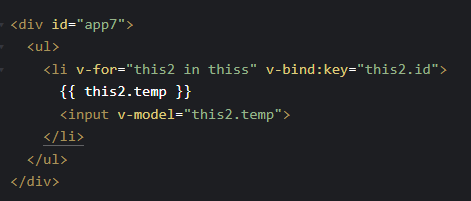 <div id="app7">
<ul>
<li v-for="this2 in thiss" v-bind:key="this2.id">
{{ this2.temp }}
<input v-model="this2.temp">
</li>
</ul>
</div>